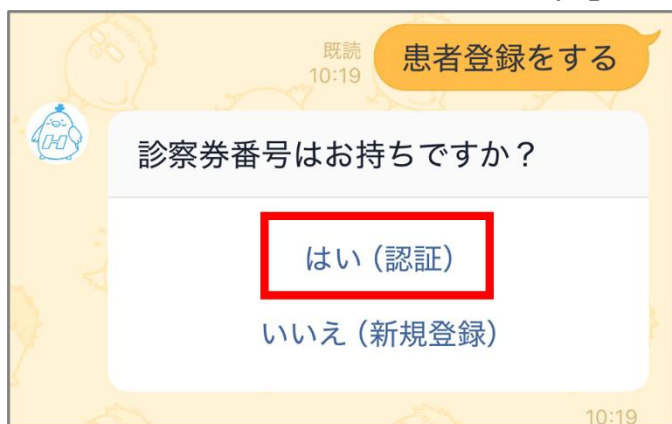 患者登録をする
既読
10:19
診察券番号はお持ちですか？
はい（認証）
いいえ（新規登録）
10:19